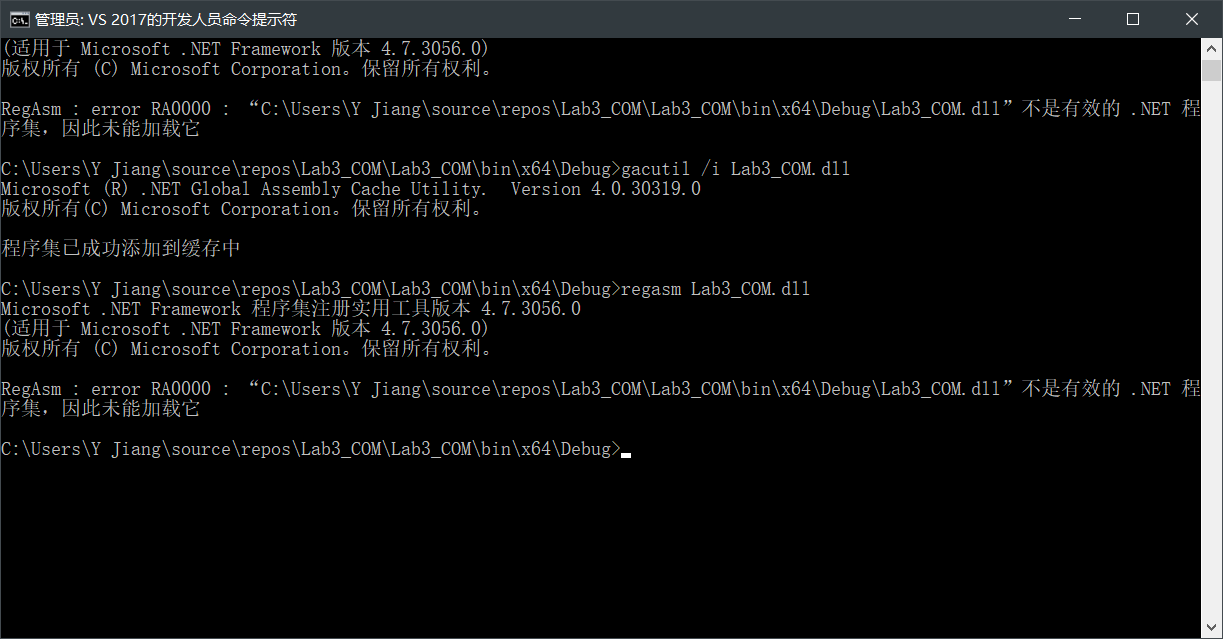 管理员: VS 2017的开发人员命令提示符
(适用于 Microsoft .NET Framework 版本 4.7.3056.0)
版权所有 (C) Microsoft Corporation。保留所有权利。
RegAsm : error RA0000 : “C:\Users\Y Jiang\source\repos\Lab3_COM\Lab3_COM\bin\x64\Debug\Lab3_COM.dll”不是有效的 .NET 程
序集，因此未能加载它
C:\Users\Y Jiang\source\repos\Lab3_COM\Lab3_COM\bin\x64\Debug>gacutil /i Lab3_COM.dll
Microsoft (R) .NET Global Assembly Cache Utility.  Version 4.0.30319.0
版权所有(C) Microsoft Corporation。保留所有权利。
程序集已成功添加到缓存中
C:\Users\Y Jiang\source\repos\Lab3_COM\Lab3_COM\bin\x64\Debug>regasm Lab3_COM.dll
Microsoft .NET Framework 程序集注册实用工具版本 4.7.3056.0
(适用于 Microsoft .NET Framework 版本 4.7.3056.0)
版权所有 (C) Microsoft Corporation。保留所有权利。
RegAsm : error RA0000 : “C:\Users\Y Jiang\source\repos\Lab3_COM\Lab3_COM\bin\x64\Debug\Lab3_COM.dll”不是有效的 .NET 程
序集，因此未能加载它
C:\Users\Y Jiang\source\repos\Lab3_COM\Lab3_COM\bin\x64\Debug>